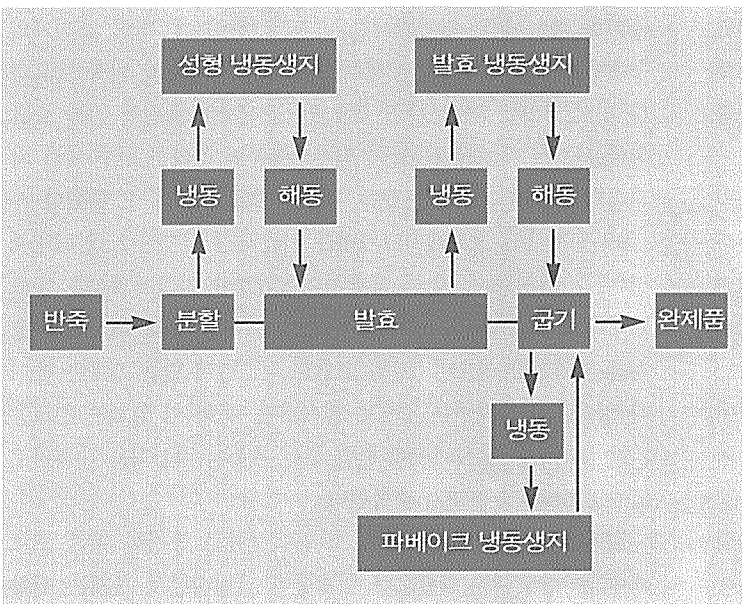 성형 냉동생지
발효 냉동생지
냉동
해동
냉동
해동
반죽
분할
발효
굽기
완제품
냉동
파베이크 냉동생지